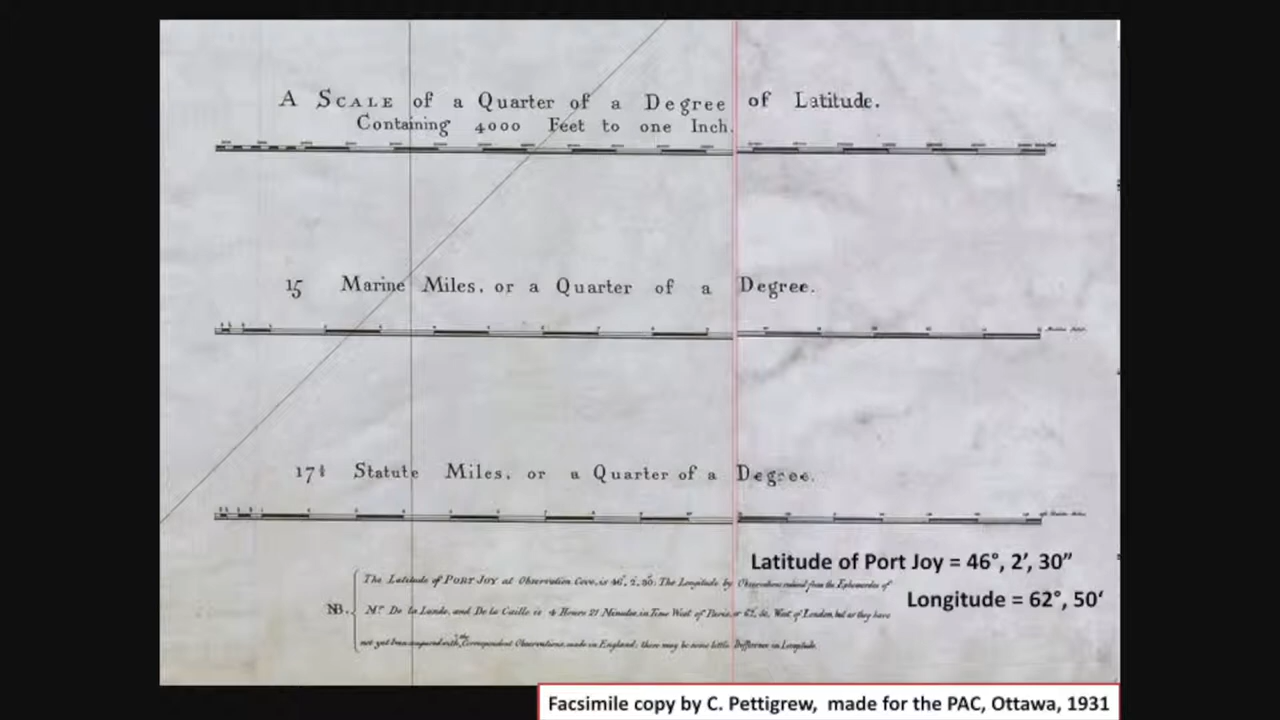 A SCALE of a Quarter of a Degree of Latitude.
Containing 4000 Feet to one Inch.
15 Marine Miles, or a Quarter of a Degree.
17¼ Statute Miles, or a Quarter of a Degree.
Latitude of Port Joy = 46°, 2′, 30”
Longitude = 62°, 50‘
The Latitude of PORT JOY at Observation Cove, is 46°, 2, 30. The Longitude by Observations from the Ephemerides of
NB. Mr. De la Lande, and De la Caille is 4 Hours 21 Minutes in Time West of Paris, or West of London, but as they have
not yet been compared with the Correspondent Observations, made in England, there may be some little Difference in Longitude.
Facsimile copy by C. Pettigrew, made for the PAC, Ottawa, 1931